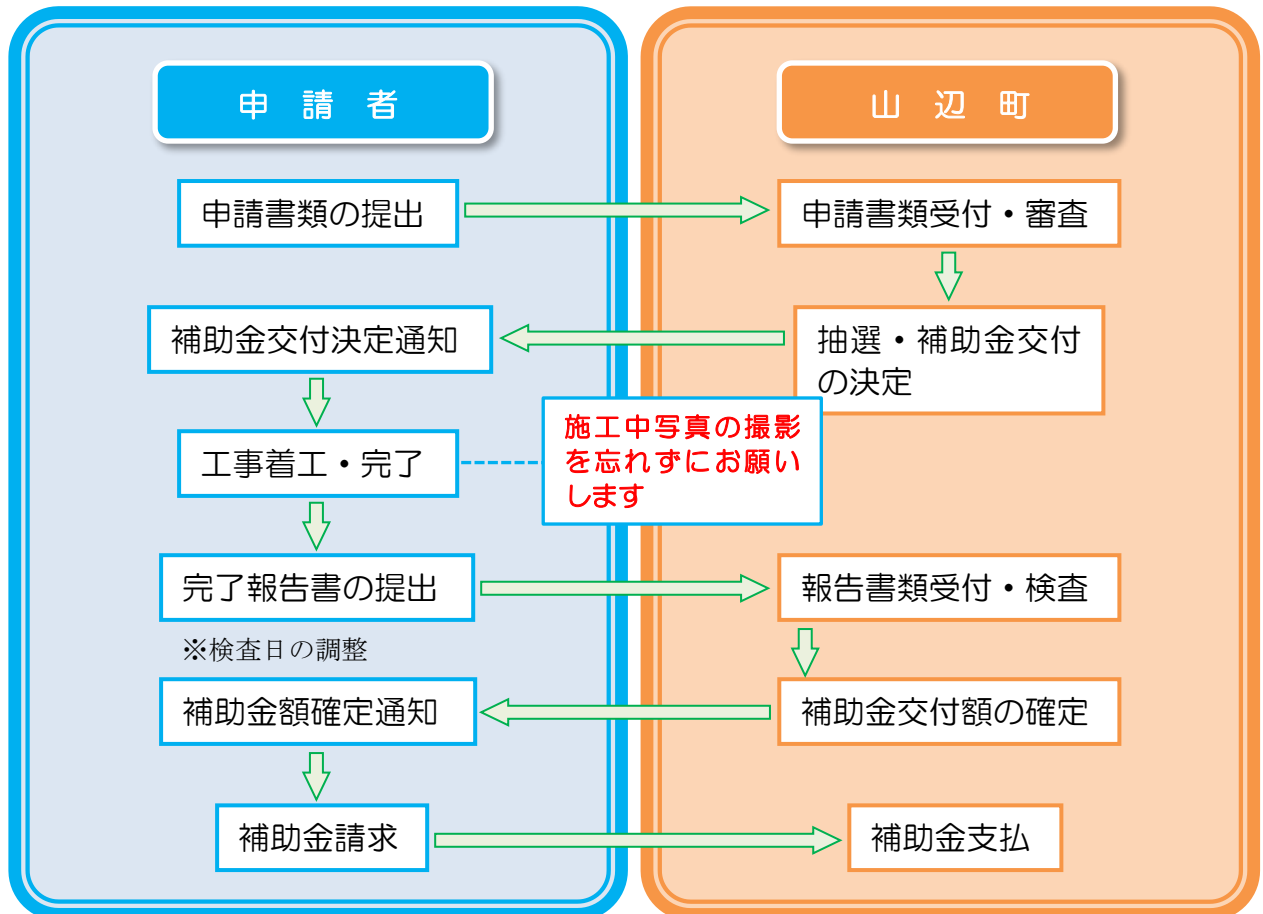 申 請 者
山 辺 町
申請書類の提出
申請書類受付・審査
補助金交付決定通知
抽選・補助金交付
の決定
工事着工・完了
施工中写真の撮影
を忘れずにお願い
します
完了報告書の提出
報告書類受付・検査
※検査日の調整
補助金額確定通知
補助金交付額の確定
補助金請求
補助金支払